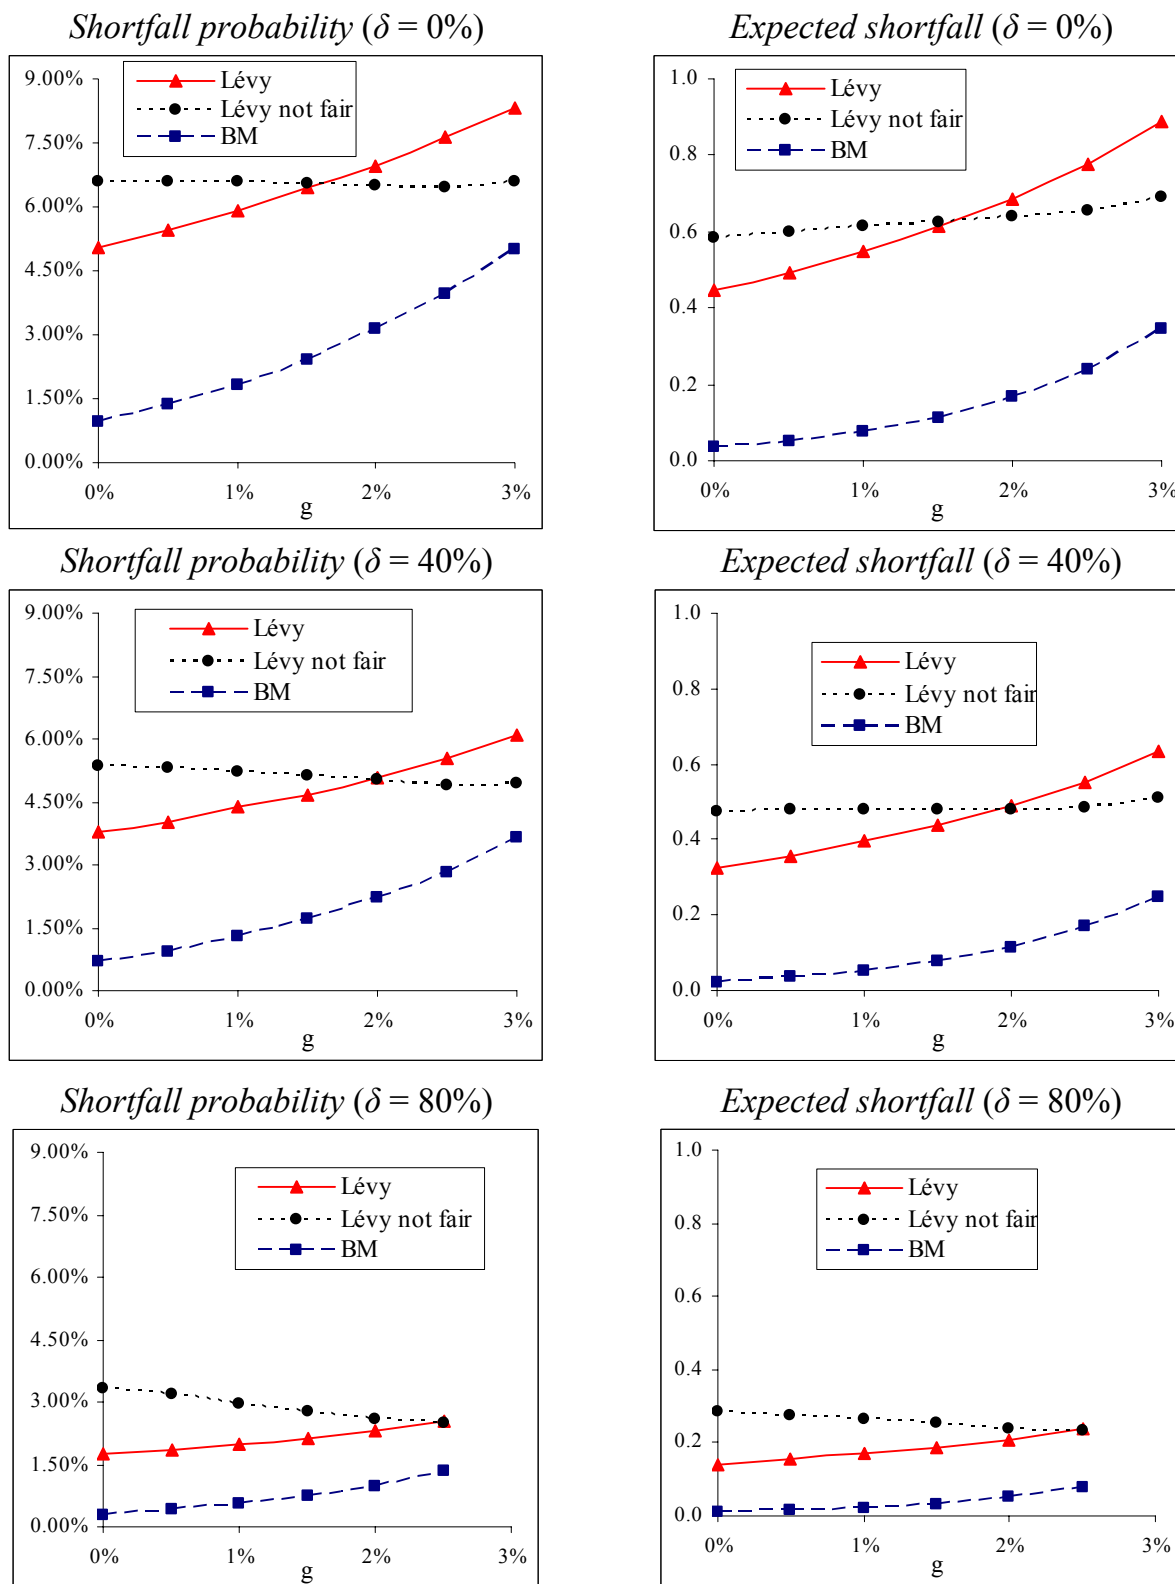 Shortfall probability (δ = 0%)
9.00%
7.50%
6.00%
4.50%
3.00%
1.50%
0.00%
0% 1% 2% 3%
g
Lévy
Lévy not fair
BM
Expected shortfall (δ = 0%)
1.0
0.8
0.6
0.4
0.2
0.0
0% 1% 2% 3%
g
Lévy
Lévy not fair
BM
Shortfall probability (δ = 40%)
9.00%
7.50%
6.00%
4.50%
3.00%
1.50%
0.00%
0% 1% 2% 3%
g
Lévy
Lévy not fair
BM
Expected shortfall (δ = 40%)
1.0
0.8
0.6
0.4
0.2
0.0
0% 1% 2% 3%
g
Lévy
Lévy not fair
BM
Shortfall probability (δ = 80%)
9.00%
7.50%
6.00%
4.50%
3.00%
1.50%
0.00%
0% 1% 2% 3%
g
Lévy
Lévy not fair
BM
Expected shortfall (δ = 80%)
1.0
0.8
0.6
0.4
0.2
0.0
0% 1% 2% 3%
g
Lévy
Lévy not fair
BM